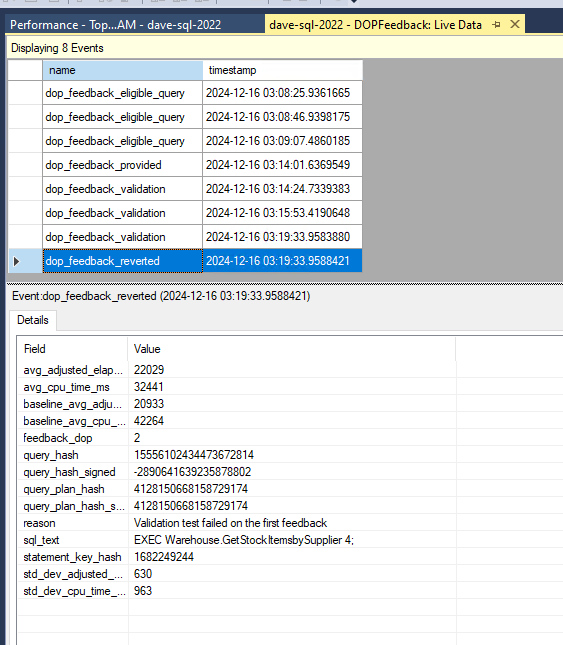 Performance - Top...AM - dave-sql-2022 dave-sql-2022 - DOPFeedback: Live Data
Displaying 8 Events
name timestamp
dop_feedback_eligible_query 2024-12-16 03:08:25.9361665
dop_feedback_eligible_query 2024-12-16 03:08:46.9398175
dop_feedback_eligible_query 2024-12-16 03:09:07.4860185
dop_feedback_provided 2024-12-16 03:14:01.6369549
dop_feedback_validation 2024-12-16 03:14:24.7339383
dop_feedback_validation 2024-12-16 03:15:53.4190648
dop_feedback_validation 2024-12-16 03:19:33.9583880
dop_feedback_reverted 2024-12-16 03:19:33.9588421
Event:dop_feedback_reverted (2024-12-16 03:19:33.9588421)
Details
Field Value
avg_adjusted_elap... 22029
avg_cpu_time_ms 32441
baseline_avg_adju... 20933
baseline_avg_cpu_... 42264
feedback_dop 2
query_hash 15556102434473672814
query_hash_signed -2890641639235878802
query_plan_hash 4128150668158729174
query_plan_hash_s... 4128150668158729174
reason Validation test failed on the first feedback
sql_text EXEC Warehouse.GetStockItemsbySupplier 4;
statement_key_hash 1682249244
std_dev_adjusted_... 630
std_dev_cpu_time_... 963